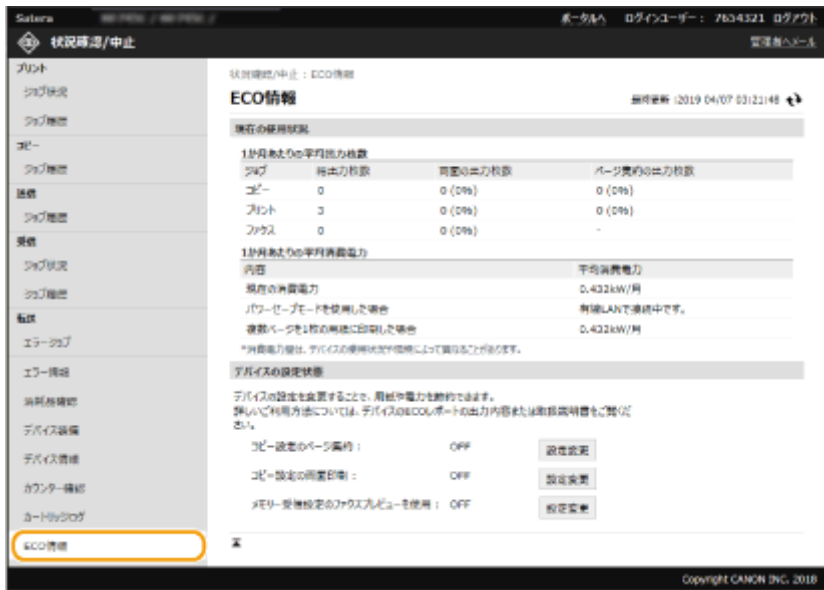 Satera
ポータルへ ログインユーザー： 7654321 ログアウト
状況確認/中止
管理者へメール
プリント
ジョブ状況
ジョブ履歴
コピー
ジョブ履歴
送信
ジョブ履歴
受信
ジョブ状況
ジョブ履歴
転送
エラージョブ
エラー情報
消耗品確認
デバイス装備
デバイス情報
カウンター確認
カートリッジログ
ECO情報
状況確認/中止 : ECO情報
ECO情報
最終更新 :2019 04/07 03:21:48
現在の使用状況
1か月あたりの平均出力枚数
ジョブ 総出力枚数 両面の出力枚数 ページ集約の出力枚数
コピー 0 0 (0%) 0 (0%)
プリント 3 0 (0%) 0 (0%)
ファクス 0 0 (0%) -
1か月あたりの平均消費電力
内容 平均消費電力
現在の消費電力 0.432kW/月
パワーセーブモードを使用した場合 有線LANで接続中です。
複数ページを1枚の用紙に印刷した場合 0.432kW/月
*消費電力量は、デバイスの使用状況や環境によって異なることがあります。
デバイスの設定状態
デバイスの設定を変更することで、用紙や電力を節約できます。
詳しいご利用方法については、デバイスのECOレポートの出力内容または取扱説明書をご覧くだ
さい。
コピー設定のページ集約 : OFF 設定変更
コピー設定の両面印刷 : OFF 設定変更
メモリー受信設定のファクスプレビューを使用 : OFF 設定変更
Copyright CANON INC. 2018